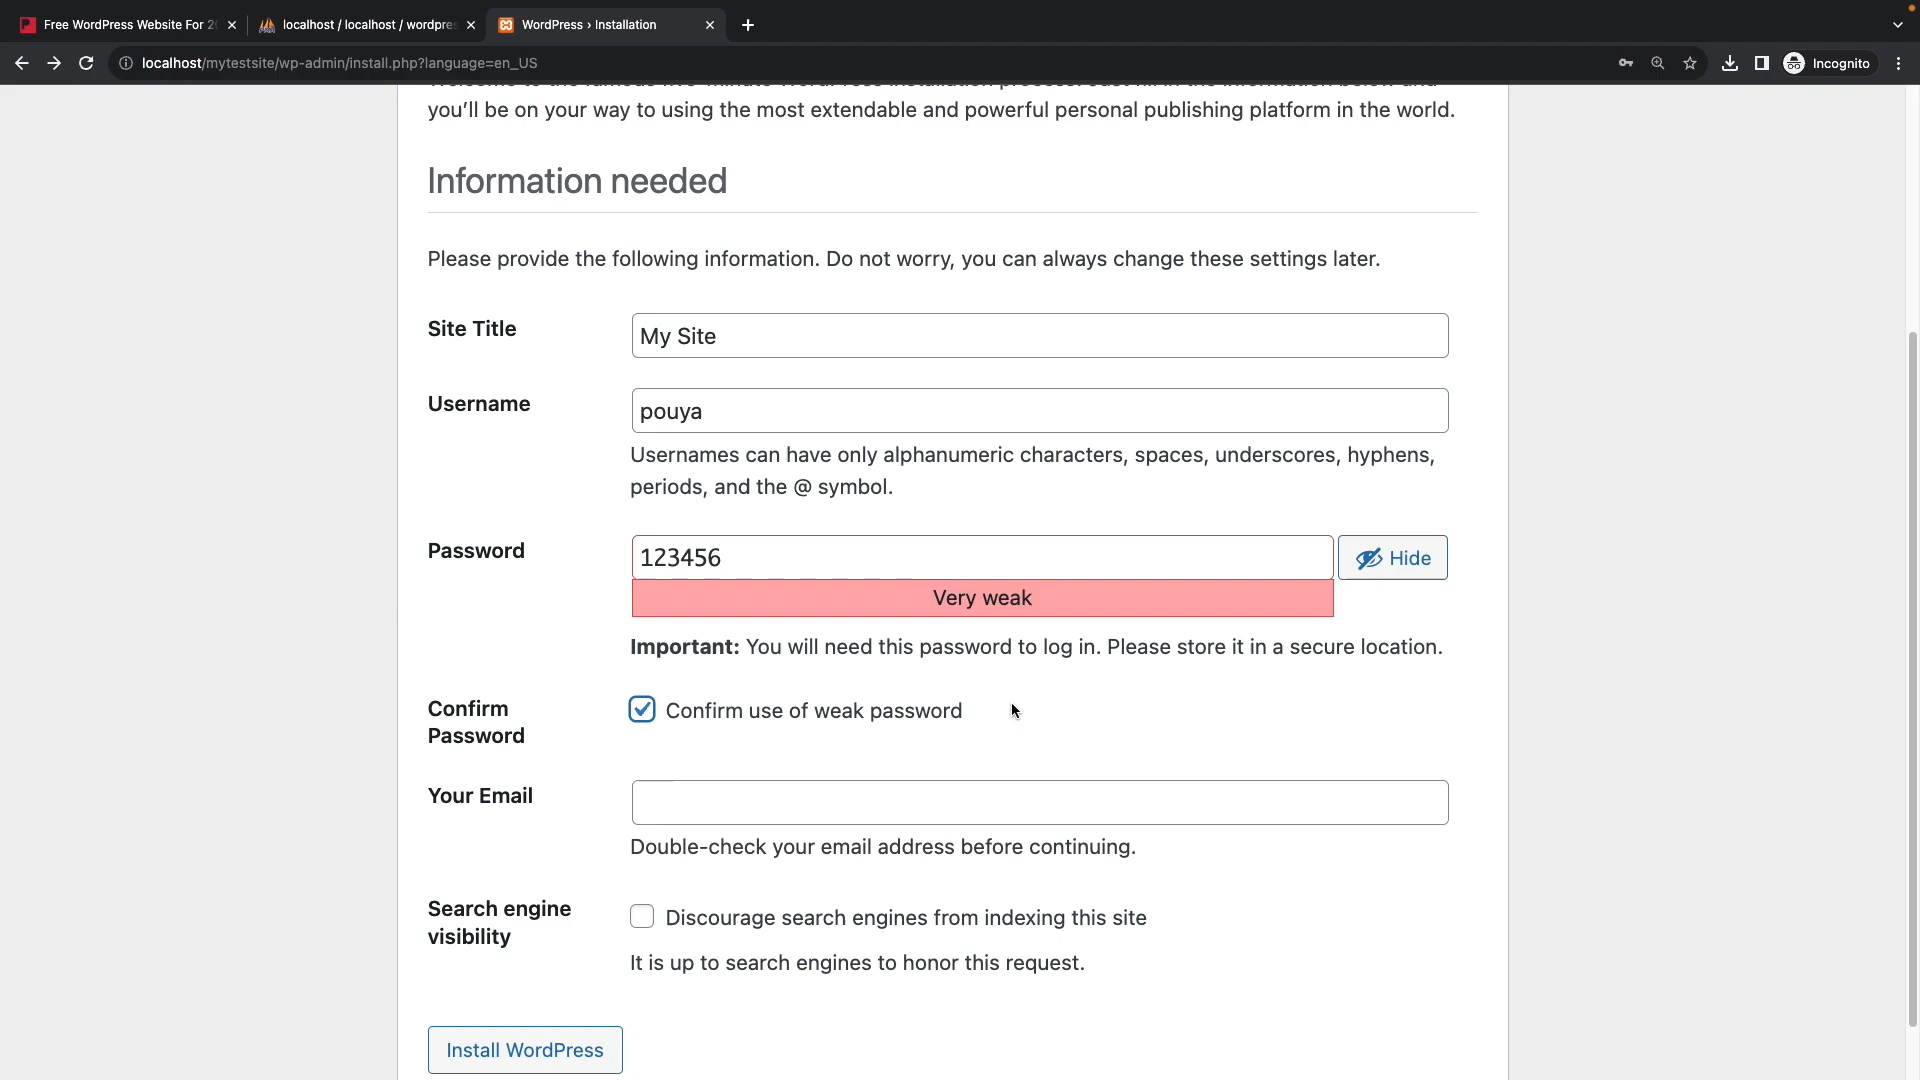 Free WordPress Website For 20
localhost / localhost / wordpres
WordPress › Installation
localhost/mytestsite/wp-admin/install.php?language=en_US
Incognito
you’ll be on your way to using the most extendable and powerful personal publishing platform in the world.
Information needed
Please provide the following information. Do not worry, you can always change these settings later.
Site Title
My Site
Username
pouya
Usernames can have only alphanumeric characters, spaces, underscores, hyphens,
periods, and the @ symbol.
Password
123456
Hide
Very weak
Important: You will need this password to log in. Please store it in a secure location.
Confirm
Password
Confirm use of weak password
Your Email
Double-check your email address before continuing.
Search engine
visibility
Discourage search engines from indexing this site
It is up to search engines to honor this request.
Install WordPress